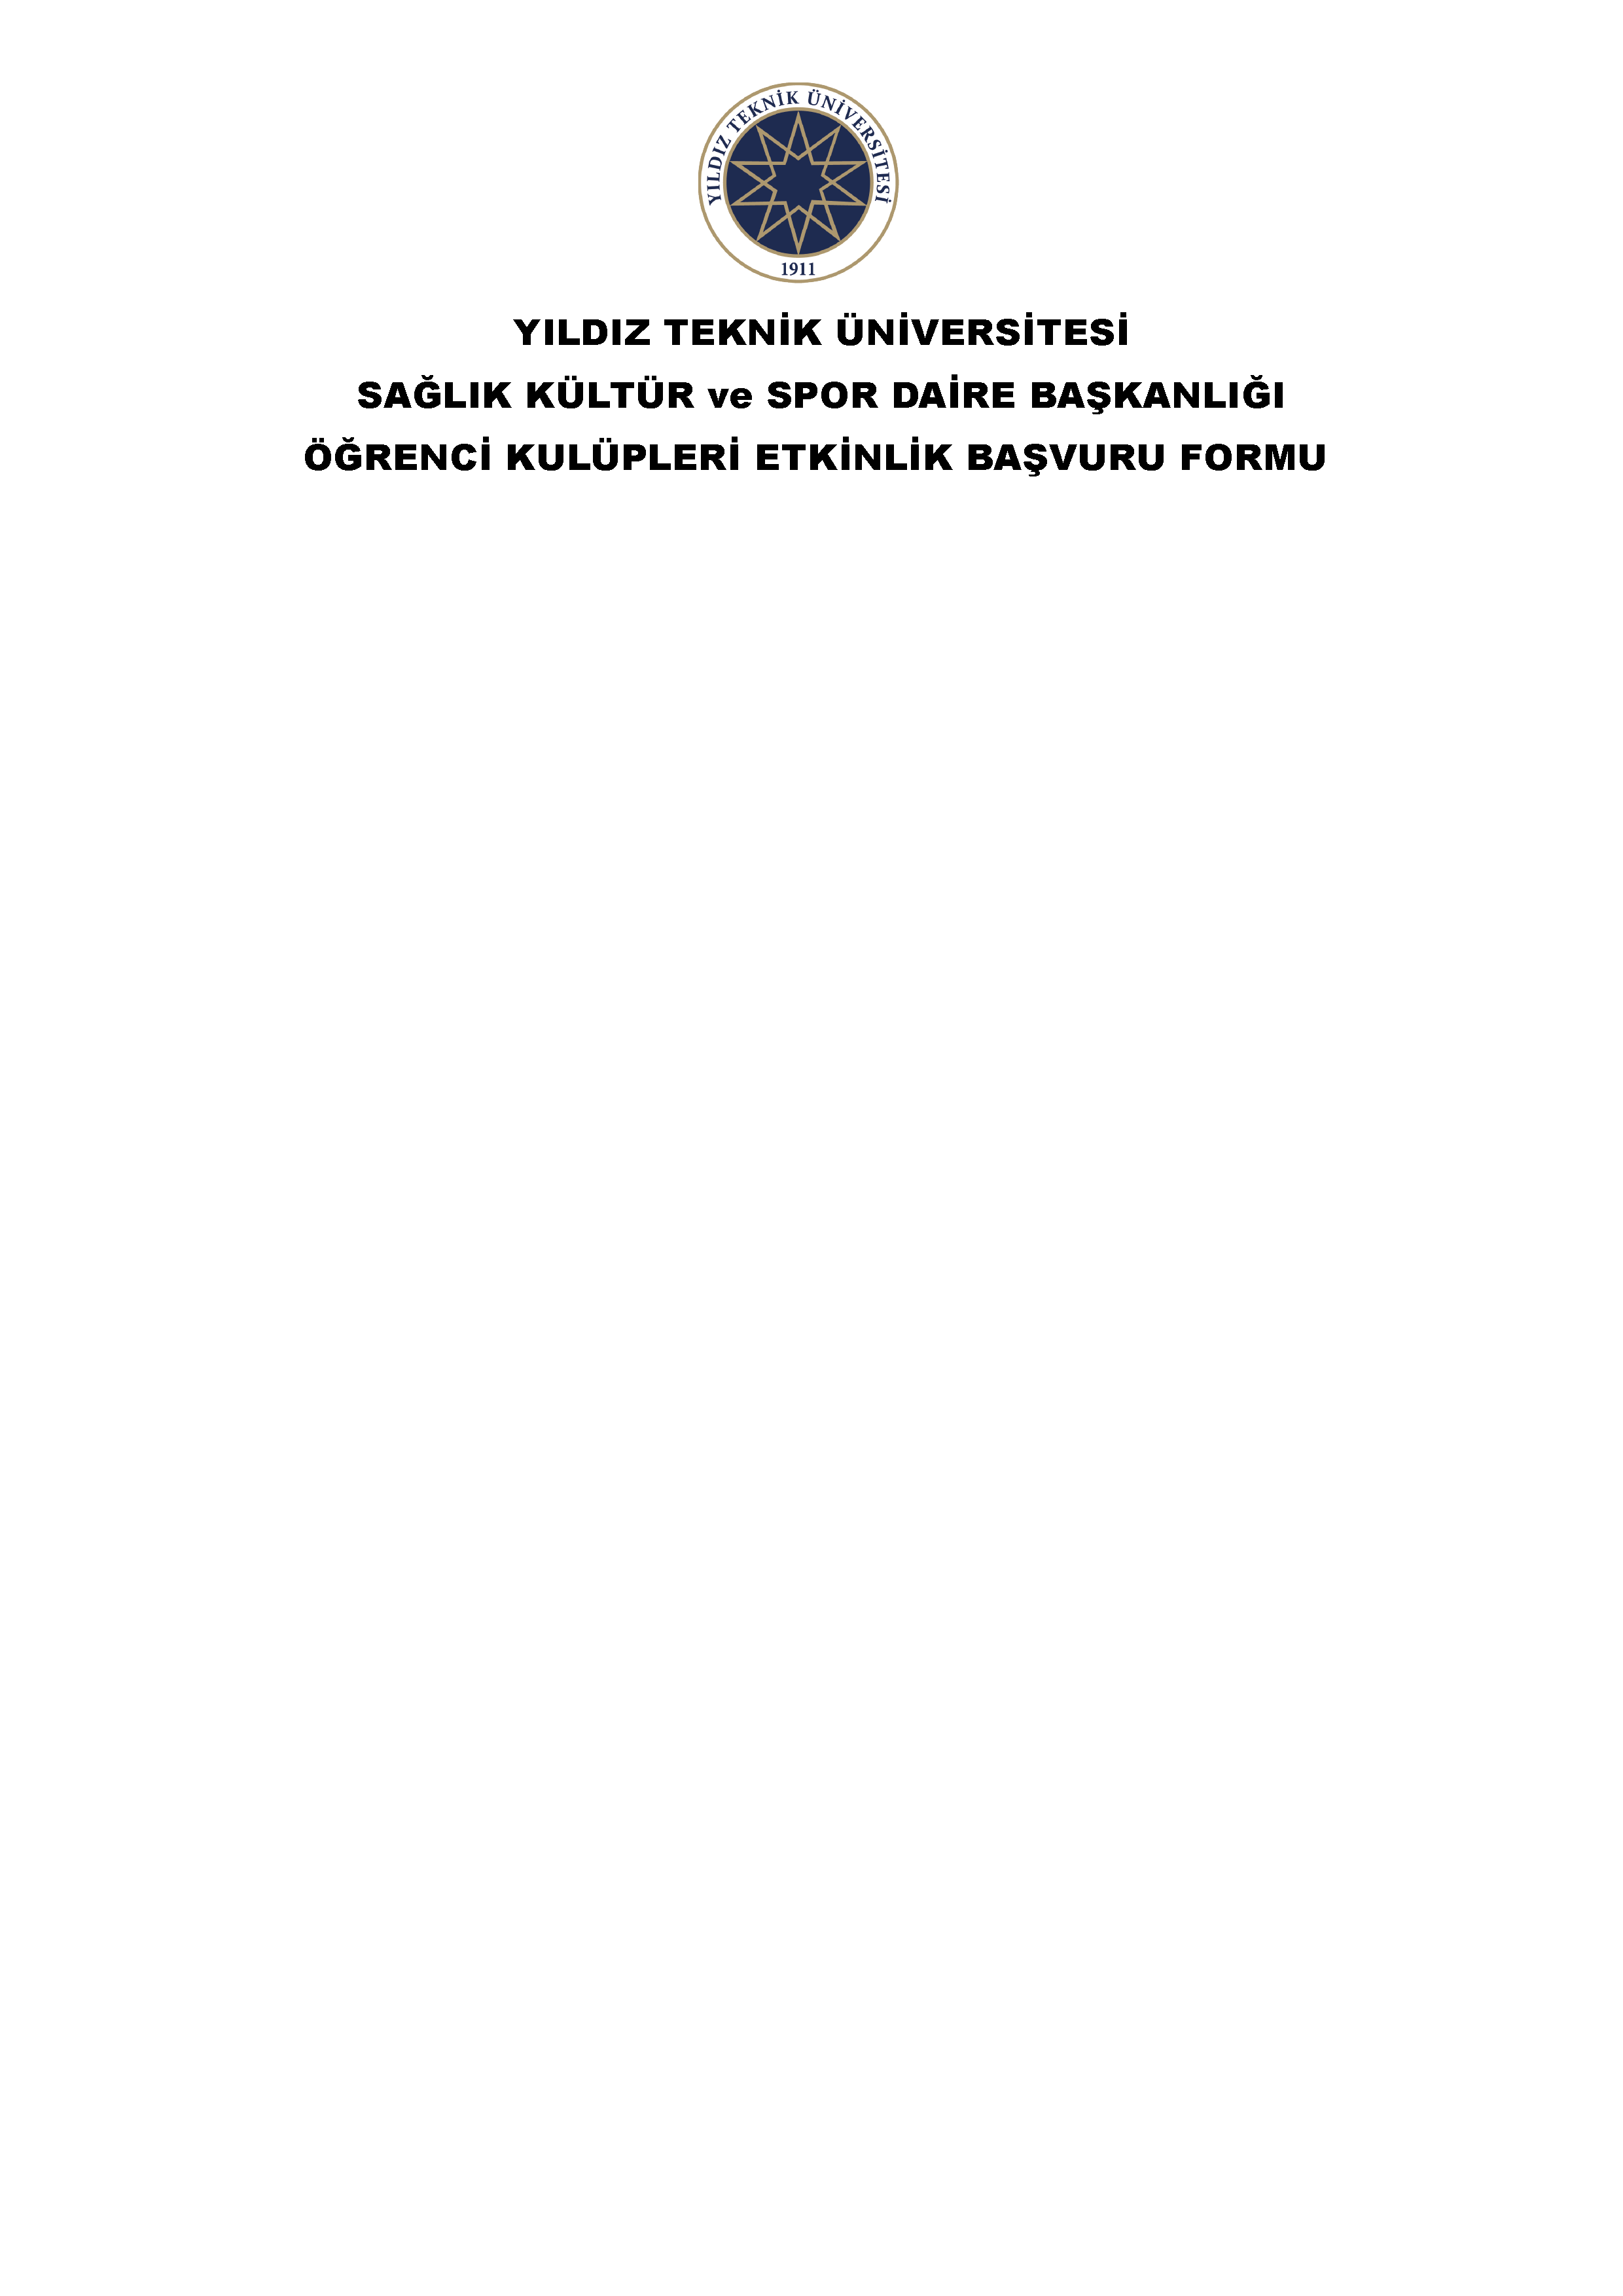 YILDIZ TEKNİK ÜNİVERSİTESİ
1911
YILDIZ TEKNİK ÜNİVERSİTESİ
SAĞLIK KÜLTÜR ve SPOR DAİRE BAŞKANLIĞI
ÖĞRENCİ KULÜPLERİ ETKİNLİK BAŞVURU FORMU